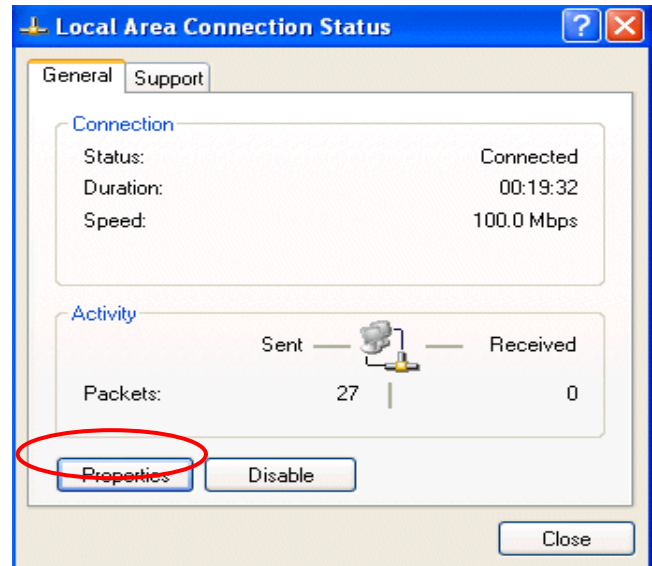 Local Area Connection Status
General Support
Connection
Status: Connected
Duration: 00:19:32
Speed: 100.0 Mbps
Activity
Sent Received
Packets: 27 0
Properties Disable
Close